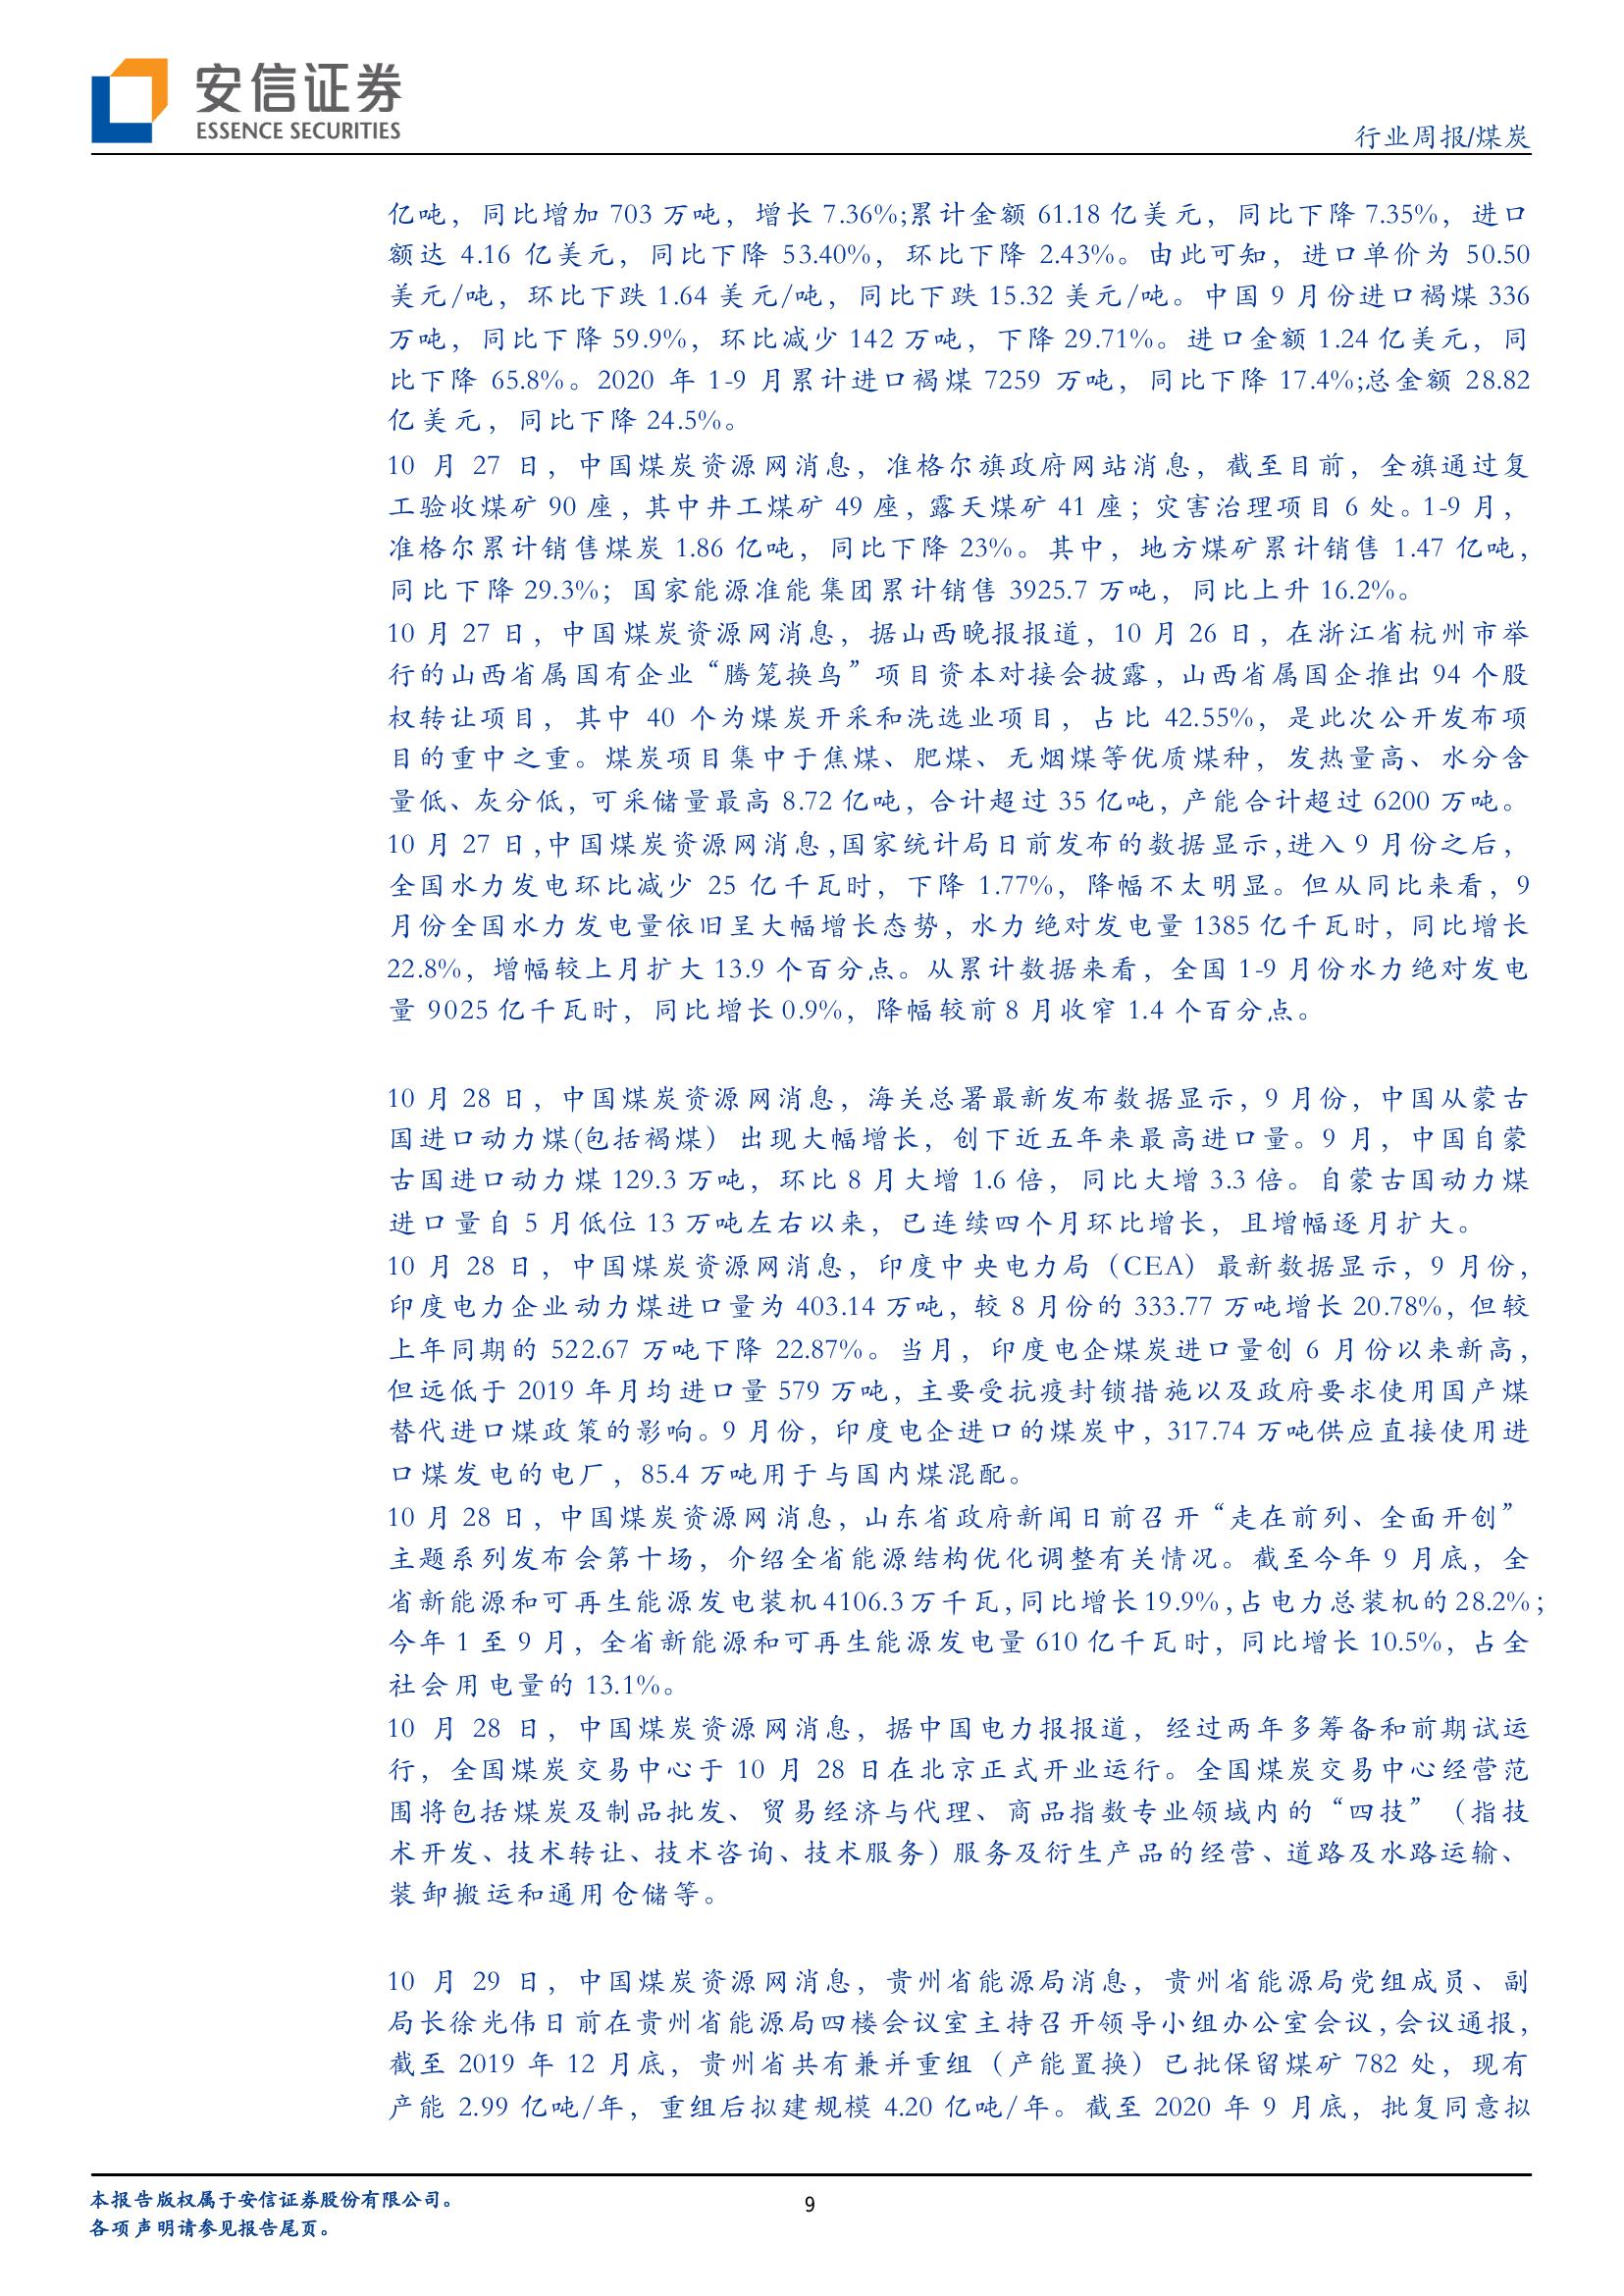 安信证券
ESSENCE SECURITIES
行业周报/煤炭
亿吨，同比增加 703 万吨，增长 7.36%;累计金额 61.18 亿美元，同比下降 7.35%，进口
额达 4.16 亿美元，同比下降 53.40%，环比下降 2.43%。由此可知，进口单价为 50.50
美元/吨，环比下跌 1.64 美元/吨，同比下跌 15.32 美元/吨。中国 9 月份进口褐煤 336
万吨，同比下降 59.9%，环比减少 142 万吨，下降 29.71%。进口金额 1.24 亿美元，同
比下降 65.8%。2020 年 1-9 月累计进口褐煤 7259 万吨，同比下降 17.4%;总金额 28.82
亿美元，同比下降 24.5%。
10 月 27 日，中国煤炭资源网消息，准格尔旗政府网站消息，截至目前，全旗通过复
工验收煤矿 90 座，其中井工煤矿 49 座，露天煤矿 41 座；灾害治理项目 6 处。1-9 月，
准格尔累计销售煤炭 1.86 亿吨，同比下降 23%。其中，地方煤矿累计销售 1.47 亿吨，
同比下降 29.3%；国家能源准能集团累计销售 3925.7 万吨，同比上升 16.2%。
10 月 27 日，中国煤炭资源网消息，据山西晚报报道，10 月 26 日，在浙江省杭州市举
行的山西省属国有企业“腾笼换鸟”项目资本对接会披露，山西省属国企推出 94 个股
权转让项目，其中 40 个为煤炭开采和洗选业项目，占比 42.55%，是此次公开发布项
目的重中之重。煤炭项目集中于焦煤、肥煤、无烟煤等优质煤种，发热量高、水分含
量低、灰分低，可采储量最高 8.72 亿吨，合计超过 35 亿吨，产能合计超过 6200 万吨。
10 月 27 日,中国煤炭资源网消息,国家统计局日前发布的数据显示,进入 9 月份之后，
全国水力发电环比减少 25 亿千瓦时，下降 1.77%，降幅不太明显。但从同比来看，9
月份全国水力发电量依旧呈大幅增长态势，水力绝对发电量 1385 亿千瓦时，同比增长
22.8%，增幅较上月扩大 13.9 个百分点。从累计数据来看，全国 1-9 月份水力绝对发电
量 9025 亿千瓦时，同比增长 0.9%，降幅较前 8 月收窄 1.4 个百分点。
10 月 28 日，中国煤炭资源网消息，海关总署最新发布数据显示，9 月份，中国从蒙古
国进口动力煤(包括褐煤）出现大幅增长，创下近五年来最高进口量。9 月，中国自蒙
古国进口动力煤 129.3 万吨，环比 8 月大增 1.6 倍，同比大增 3.3 倍。自蒙古国动力煤
进口量自 5 月低位 13 万吨左右以来，已连续四个月环比增长，且增幅逐月扩大。
10 月 28 日，中国煤炭资源网消息，印度中央电力局（CEA）最新数据显示，9 月份，
印度电力企业动力煤进口量为 403.14 万吨，较 8 月份的 333.77 万吨增长 20.78%，但较
上年同期的 522.67 万吨下降 22.87%。当月，印度电企煤炭进口量创 6 月份以来新高，
但远低于 2019 年月均进口量 579 万吨，主要受抗疫封锁措施以及政府要求使用国产煤
替代进口煤政策的影响。9 月份，印度电企进口的煤炭中，317.74 万吨供应直接使用进
口煤发电的电厂，85.4 万吨用于与国内煤混配。
10 月 28 日，中国煤炭资源网消息，山东省政府新闻日前召开“走在前列、全面开创”
主题系列发布会第十场，介绍全省能源结构优化调整有关情况。截至今年 9 月底，全
省新能源和可再生能源发电装机 4106.3 万千瓦，同比增长 19.9%，占电力总装机的 28.2%；
今年 1 至 9 月，全省新能源和可再生能源发电量 610 亿千瓦时，同比增长 10.5%，占全
社会用电量的 13.1%。
10 月 28 日，中国煤炭资源网消息，据中国电力报报道，经过两年多筹备和前期试运
行，全国煤炭交易中心于 10 月 28 日在北京正式开业运行。全国煤炭交易中心经营范
围将包括煤炭及制品批发、贸易经济与代理、商品指数专业领域内的“四技”（指技
术开发、技术转让、技术咨询、技术服务）服务及衍生产品的经营、道路及水路运输、
装卸搬运和通用仓储等。
10 月 29 日，中国煤炭资源网消息，贵州省能源局消息，贵州省能源局党组成员、副
局长徐光伟日前在贵州省能源局四楼会议室主持召开领导小组办公室会议,会议通报，
截至 2019 年 12 月底，贵州省共有兼并重组（产能置换）已批保留煤矿 782 处，现有
产能 2.99 亿吨/年，重组后拟建规模 4.20 亿吨/年。截至 2020 年 9 月底，批复同意拟
本报告版权属于安信证券股份有限公司。
各项声明请参见报告尾页。
9